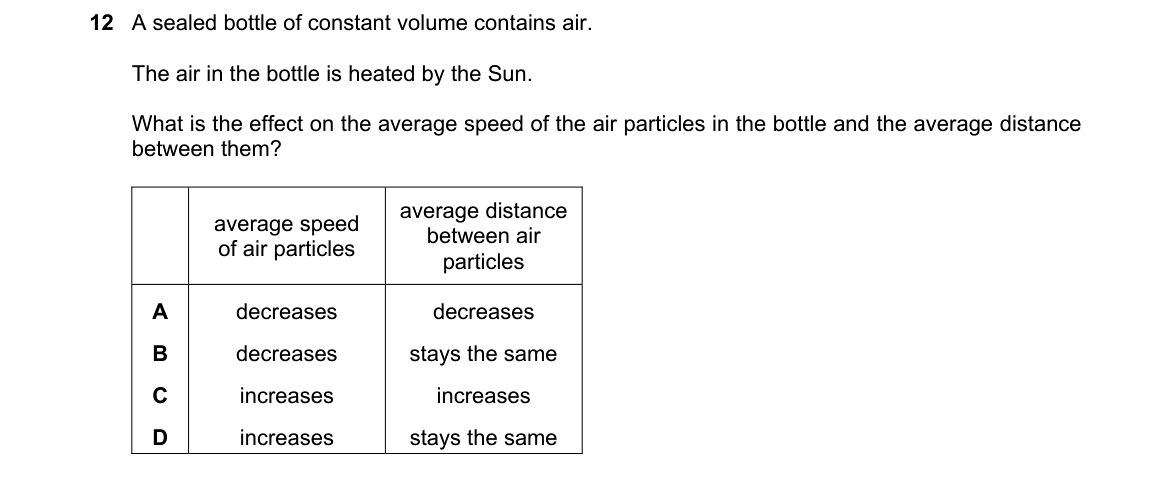 12 A sealed bottle of constant volume contains air.
The air in the bottle is heated by the Sun.
What is the effect on the average speed of the air particles in the bottle and the average distance
between them?
average speed
of air particles
average distance
between air
particles
A decreases decreases
B decreases stays the same
C increases increases
D increases stays the same